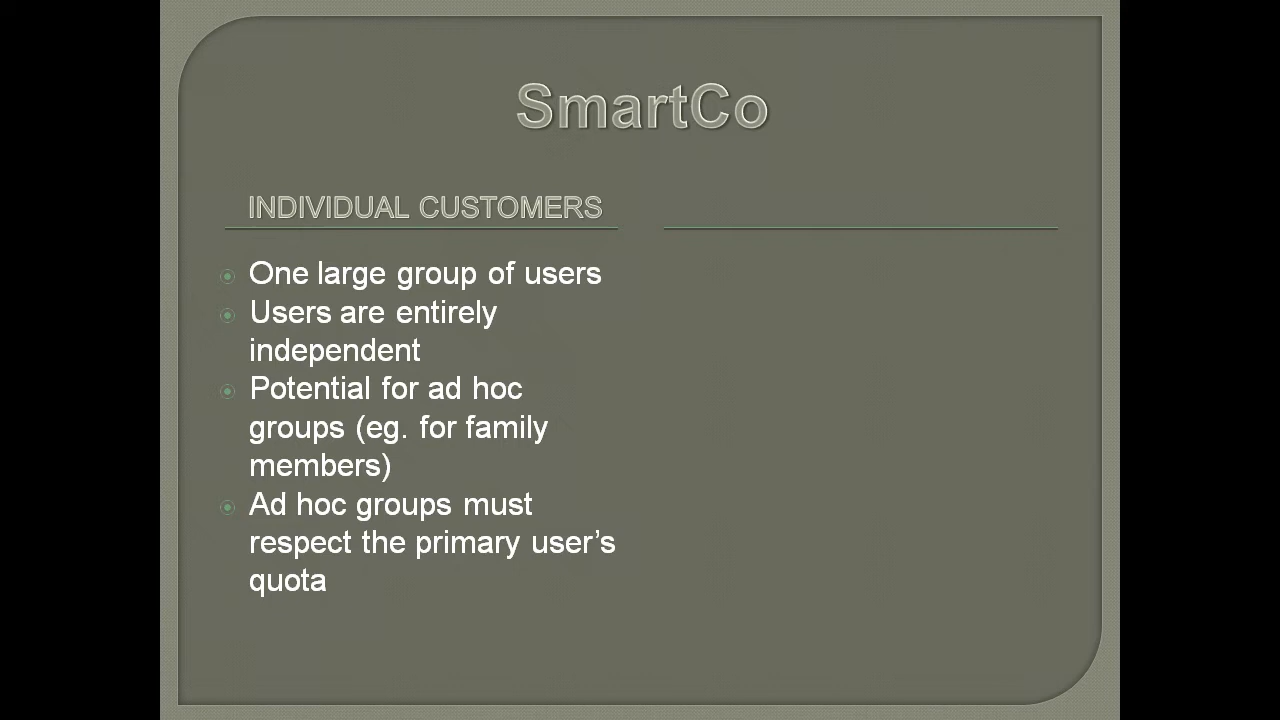 SmartCo
INDIVIDUAL CUSTOMERS
One large group of users
Users are entirely
independent
Potential for ad hoc
groups (eg. for family
members)
Ad hoc groups must
respect the primary user’s
quota